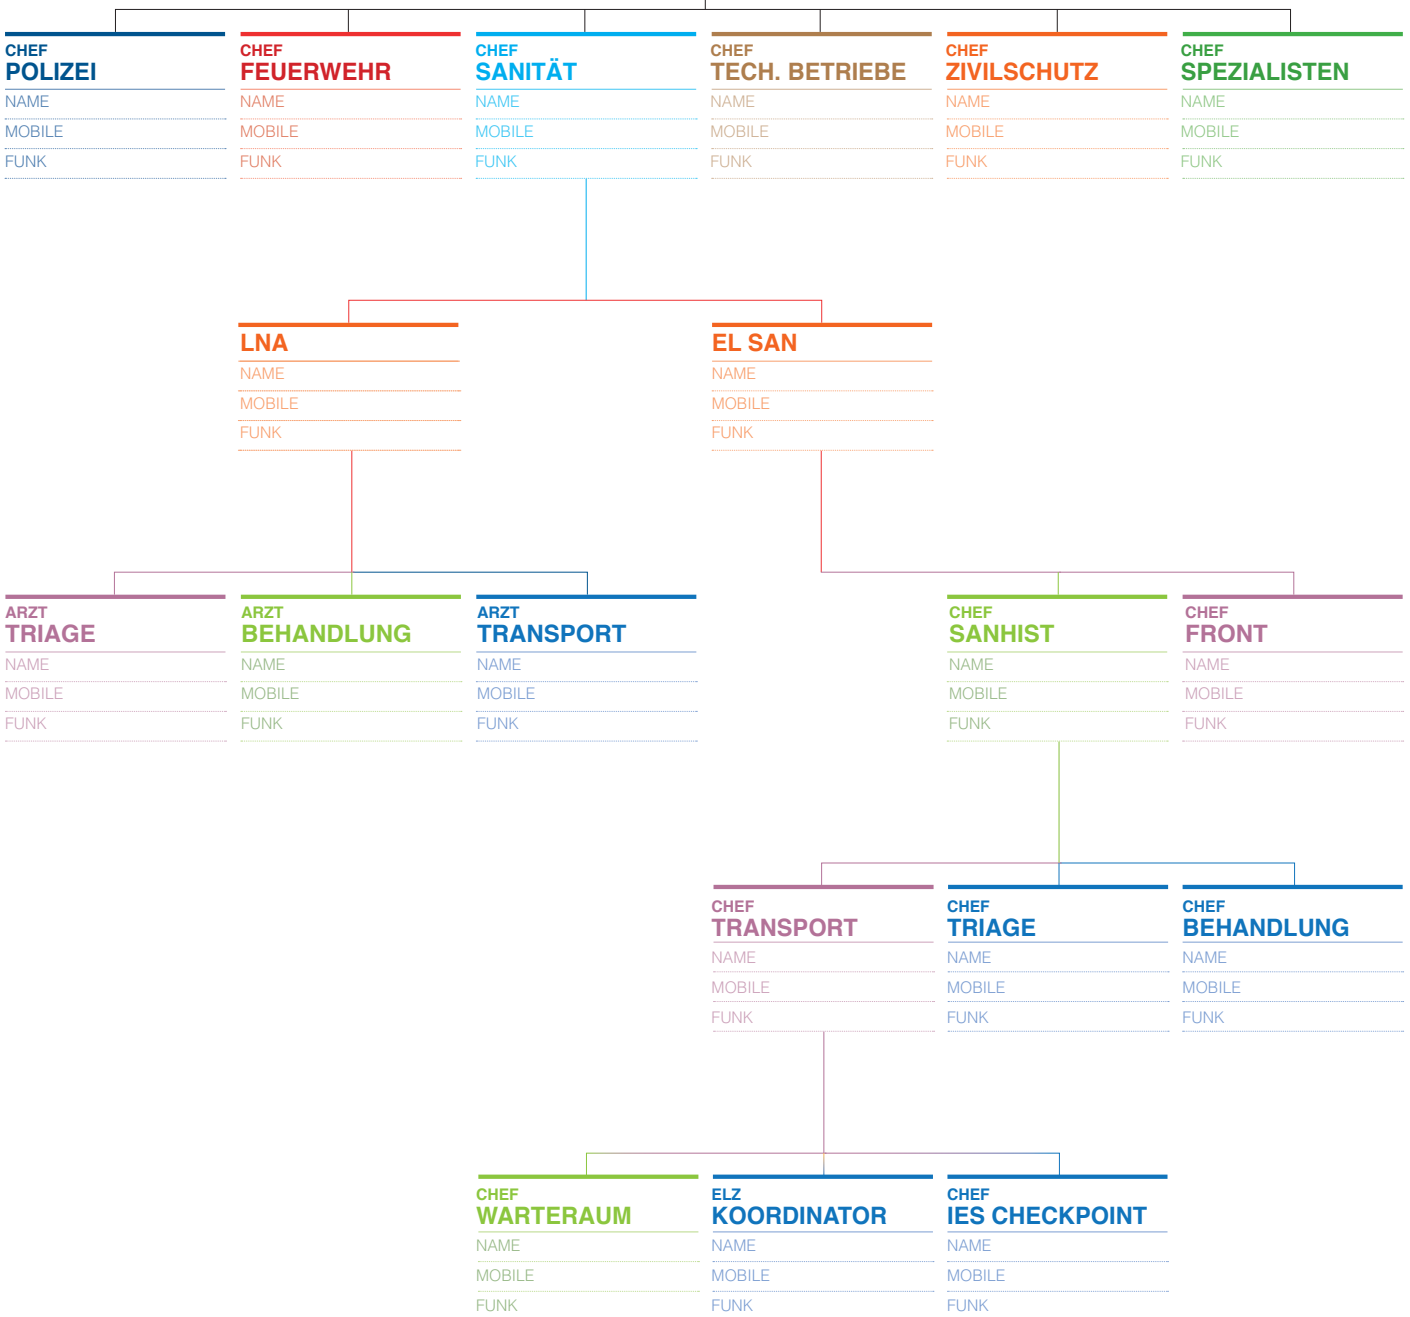 CHEF
POLIZEI
NAME
MOBILE
FUNK
CHEF
FEUERWEHR
NAME
MOBILE
FUNK
CHEF
SANITÄT
NAME
MOBILE
FUNK
CHEF
TECH. BETRIEBE
NAME
MOBILE
FUNK
CHEF
ZIVILSCHUTZ
NAME
MOBILE
FUNK
CHEF
SPEZIALISTEN
NAME
MOBILE
FUNK
LNA
NAME
MOBILE
FUNK
EL SAN
NAME
MOBILE
FUNK
ARZT
TRIAGE
NAME
MOBILE
FUNK
ARZT
BEHANDLUNG
NAME
MOBILE
FUNK
ARZT
TRANSPORT
NAME
MOBILE
FUNK
CHEF
SANHIST
NAME
MOBILE
FUNK
CHEF
FRONT
NAME
MOBILE
FUNK
CHEF
TRANSPORT
NAME
MOBILE
FUNK
CHEF
TRIAGE
NAME
MOBILE
FUNK
CHEF
BEHANDLUNG
NAME
MOBILE
FUNK
CHEF
WARTERAUM
NAME
MOBILE
FUNK
ELZ
KOORDINATOR
NAME
MOBILE
FUNK
CHEF
IES CHECKPOINT
NAME
MOBILE
FUNK